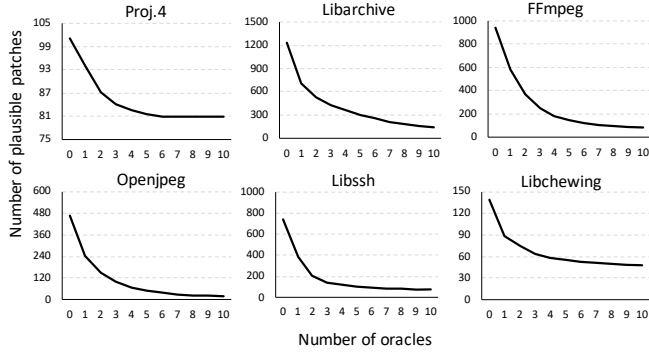 Proj.4 Libarchive FFmpeg
105 1500 1000
99 1200 800
93 900 600
87 600 400
81 300 200
75 0 0
0 1 2 3 4 5 6 7 8 9 10 0 1 2 3 4 5 6 7 8 9 10 0 1 2 3 4 5 6 7 8 9 10
Number of plausible patches
Openjpeg Libssh Libchewing
600 1000 150
480 800 120
360 600 90
240 400 60
120 200 30
0 0 0
0 1 2 3 4 5 6 7 8 9 10 0 1 2 3 4 5 6 7 8 9 10 0 1 2 3 4 5 6 7 8 9 10
Number of oracles